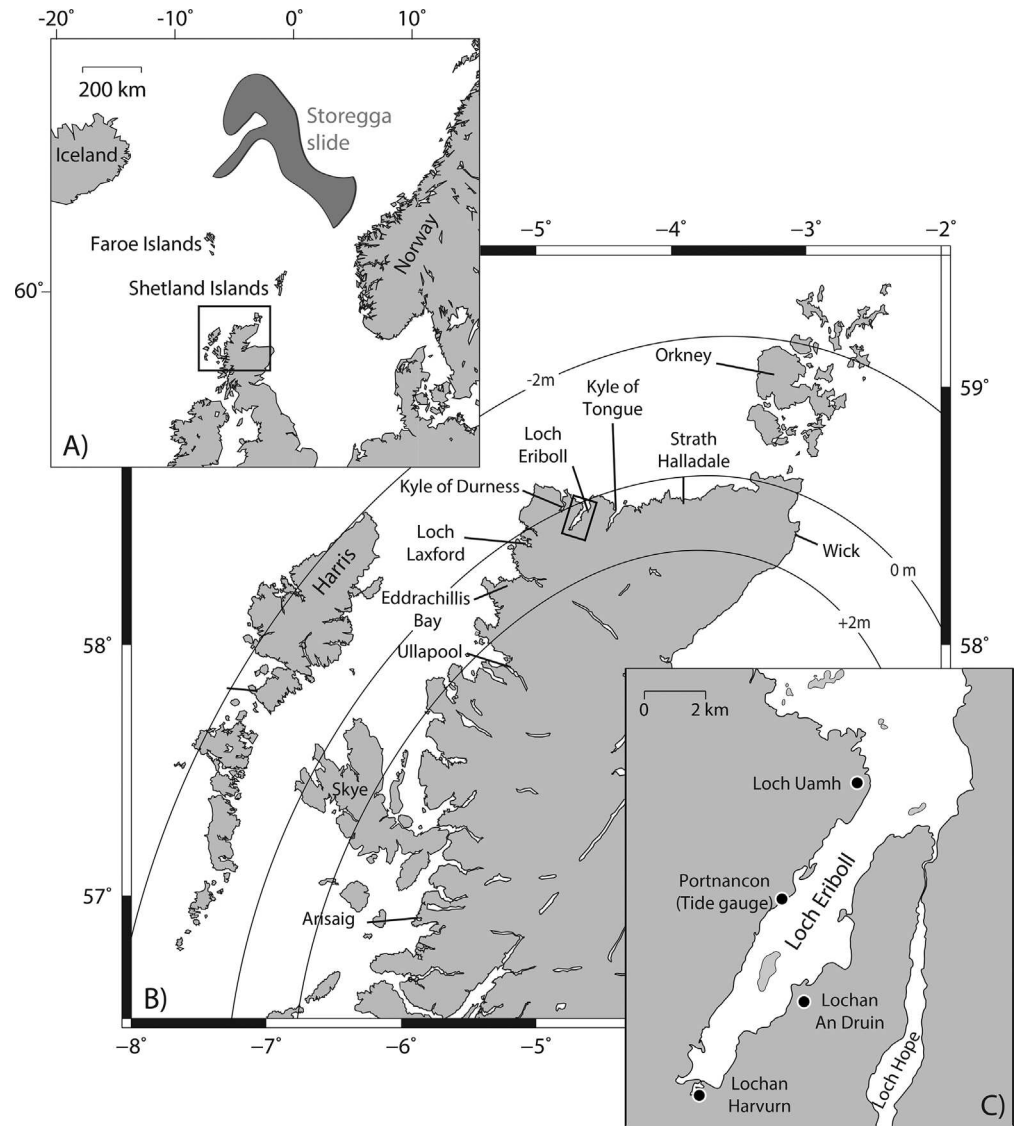 -20° -10° 0° 10°
200 km
Storegga
slide
Iceland
Faroe Islands
Norway
Shetland Islands
60°
A)
−5° −4° −3° −2°
-2m
Orkney
59°
Kyle of
Tongue
Loch
Eriboll
Strath
Halladale
Kyle of Durness
Loch
Laxford
Wick
0 m
Harris
Eddrachillis
Bay
+2m
58°
58°
Ullapool
Skye
57°
Arisaig
B)
−8° −7° −6° −5°
0 2 km
Loch Uamh
Portnancon
(Tide gauge)
Loch Eriboll
Lochan
An Druin
Loch Hope
Lochan
Harvurn
C)